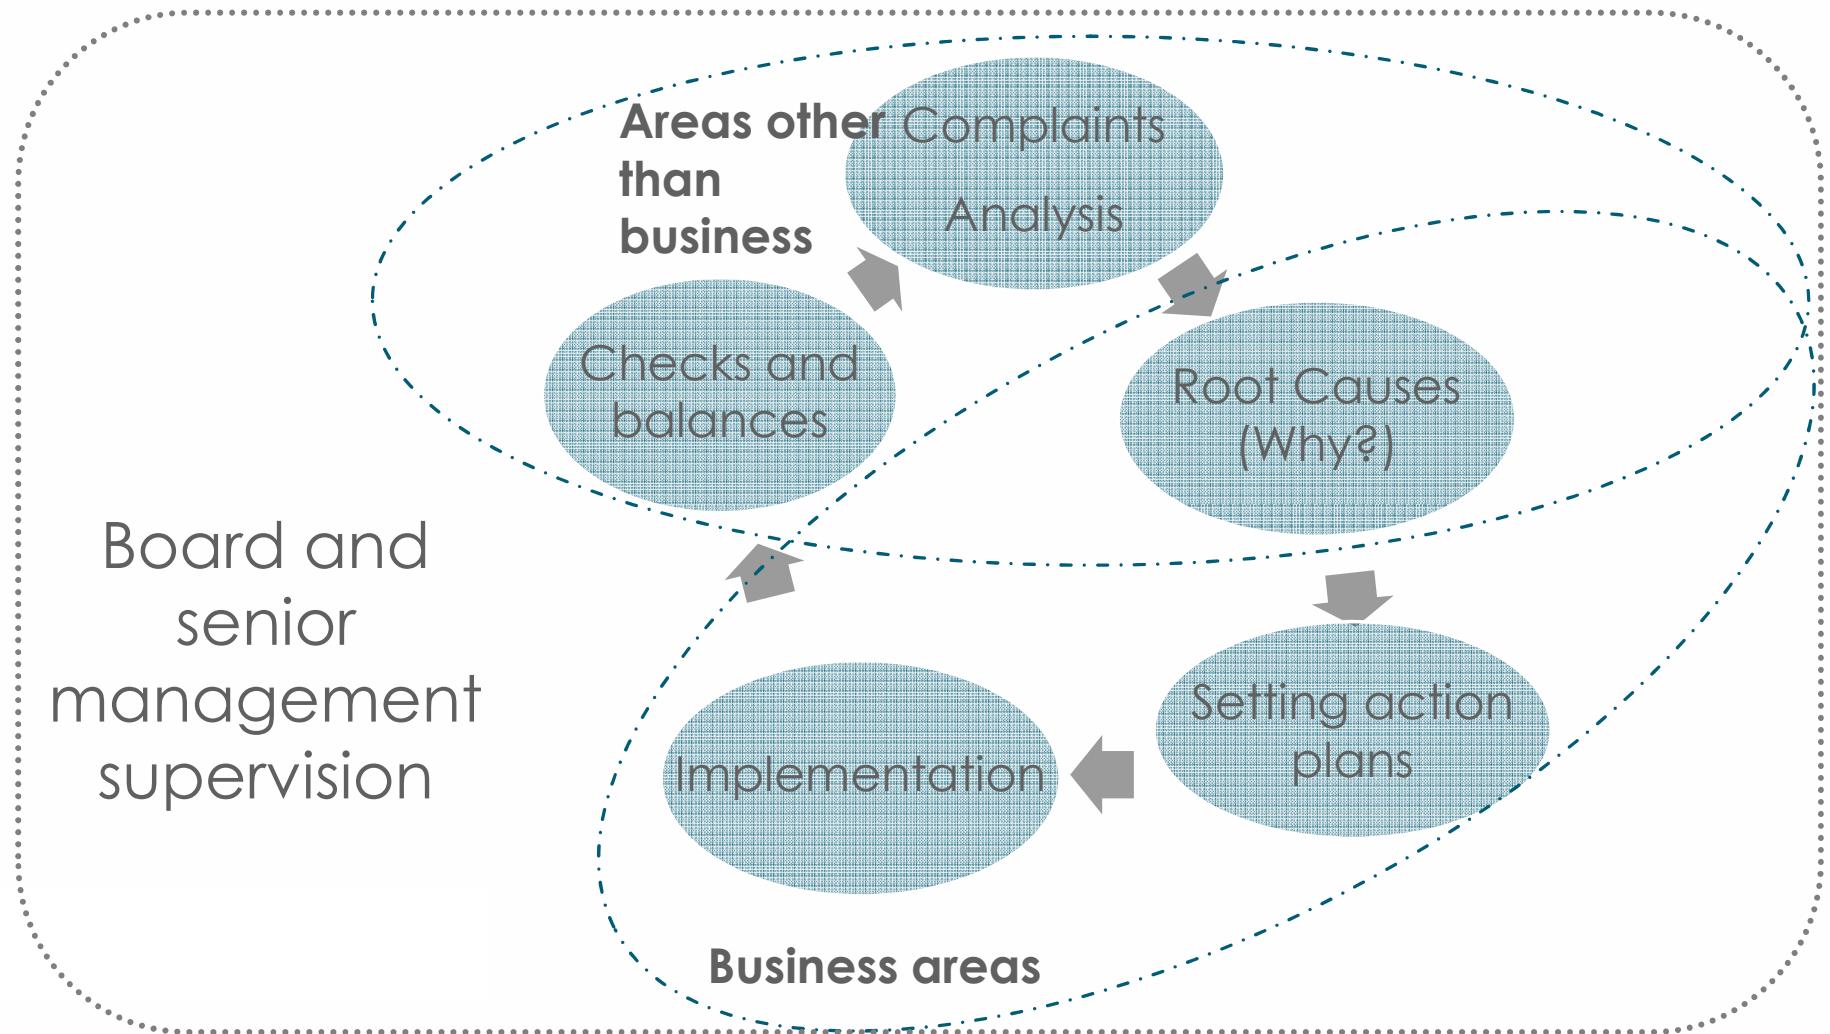 Areas other
than
business
Complaints
Analysis
Checks and
balances
Root Causes
(Why?)
Board and
senior
management
supervision
Setting action
plans
Implementation
Business areas